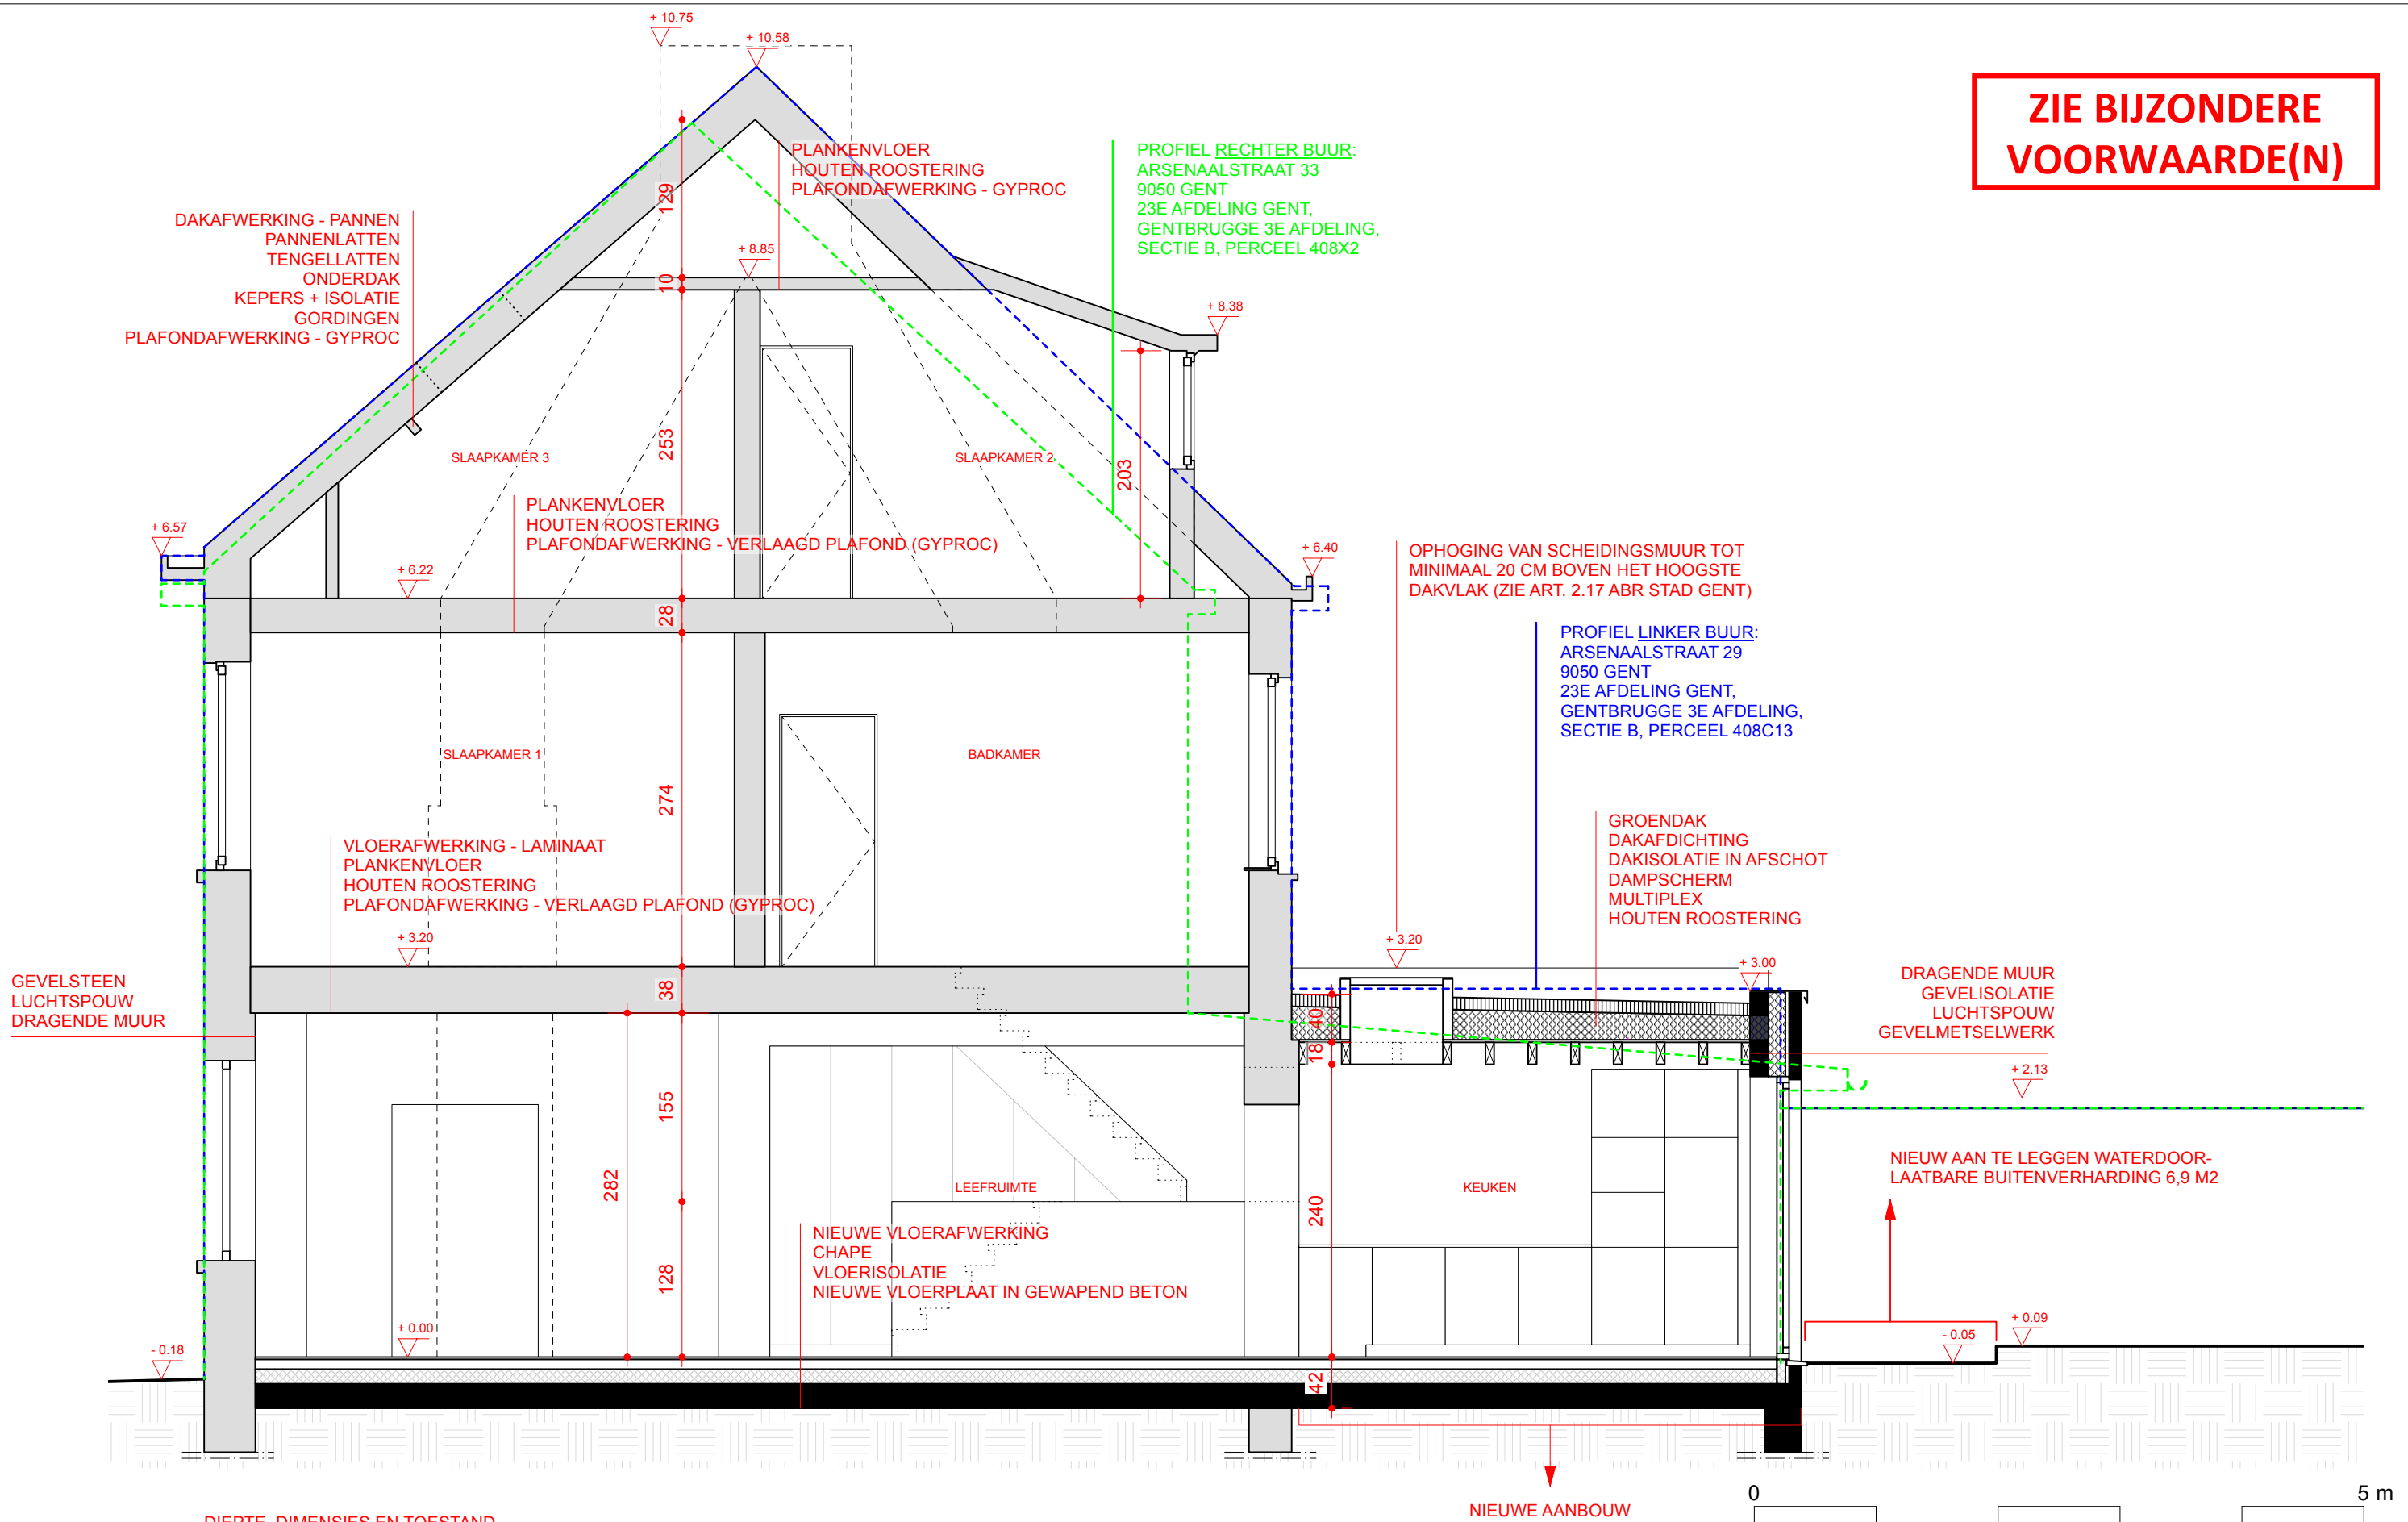 + 10.75
+ 10.58
ZIE BIJZONDERE
VOORWAARDE(N)
PLANKENVLOER
HOUTEN ROOSTERING
PLAFONDAFWERKING - GYPROC
PROFIEL RECHTER BUUR:
ARSENAALSTRAAT 33
9050 GENT
23E AFDELING GENT,
GENTBRUGGE 3E AFDELING,
SECTIE B, PERCEEL 408X2
129
DAKAFWERKING - PANNEN
PANNENLATTEN
TENGELLATTEN
ONDERDAK
KEPERS + ISOLATIE
GORDINGEN
PLAFONDAFWERKING - GYPROC
+ 8.85
10
+ 8.38
253
SLAAPKAMER 3
SLAAPKAMER 2
203
PLANKENVLOER
HOUTEN ROOSTERING
PLAFONDAFWERKING - VERLAAGD PLAFOND (GYPROC)
+ 6.57
+ 6.22
+ 6.40
OPHOGING VAN SCHEIDINGSMUUR TOT
MINIMAAL 20 CM BOVEN HET HOOGSTE
DAKVLAK (ZIE ART. 2.17 ABR STAD GENT)
28
PROFIEL LINKER BUUR:
ARSENAALSTRAAT 29
9050 GENT
23E AFDELING GENT,
GENTBRUGGE 3E AFDELING,
SECTIE B, PERCEEL 408C13
SLAAPKAMER 1
BADKAMER
274
VLOERAFWERKING - LAMINAAT
PLANKENVLOER
HOUTEN ROOSTERING
PLAFONDAFWERKING - VERLAAGD PLAFOND (GYPROC)
GROENDAK
DAKAFDICHTING
DAKISOLATIE IN AFSCHOT
DAMPSCHERM
MULTIPLEX
HOUTEN ROOSTERING
+ 3.20
+ 3.20
+ 3.00
GEVELSTEEN
LUCHTSPOUW
DRAGENDE MUUR
38
40
18
DRAGENDE MUUR
GEVELISOLATIE
LUCHTSPOUW
GEVELMETSELWERK
+ 2.13
155
282
LEEFRUIMTE
KEUKEN
240
NIEUW AAN TE LEGGEN WATERDOOR-
LAATBARE BUITENVERHARDING 6,9 M2
NIEUWE VLOERAFWERKING
CHAPE
VLOERISOLATIE
NIEUWE VLOERPLAAT IN GEWAPEND BETON
128
+ 0.00
- 0.18
+ 0.09
- 0.05
42
NIEUWE AANBOUW
0
5 m
DIEPTE, DIMENSIES EN TOESTAND